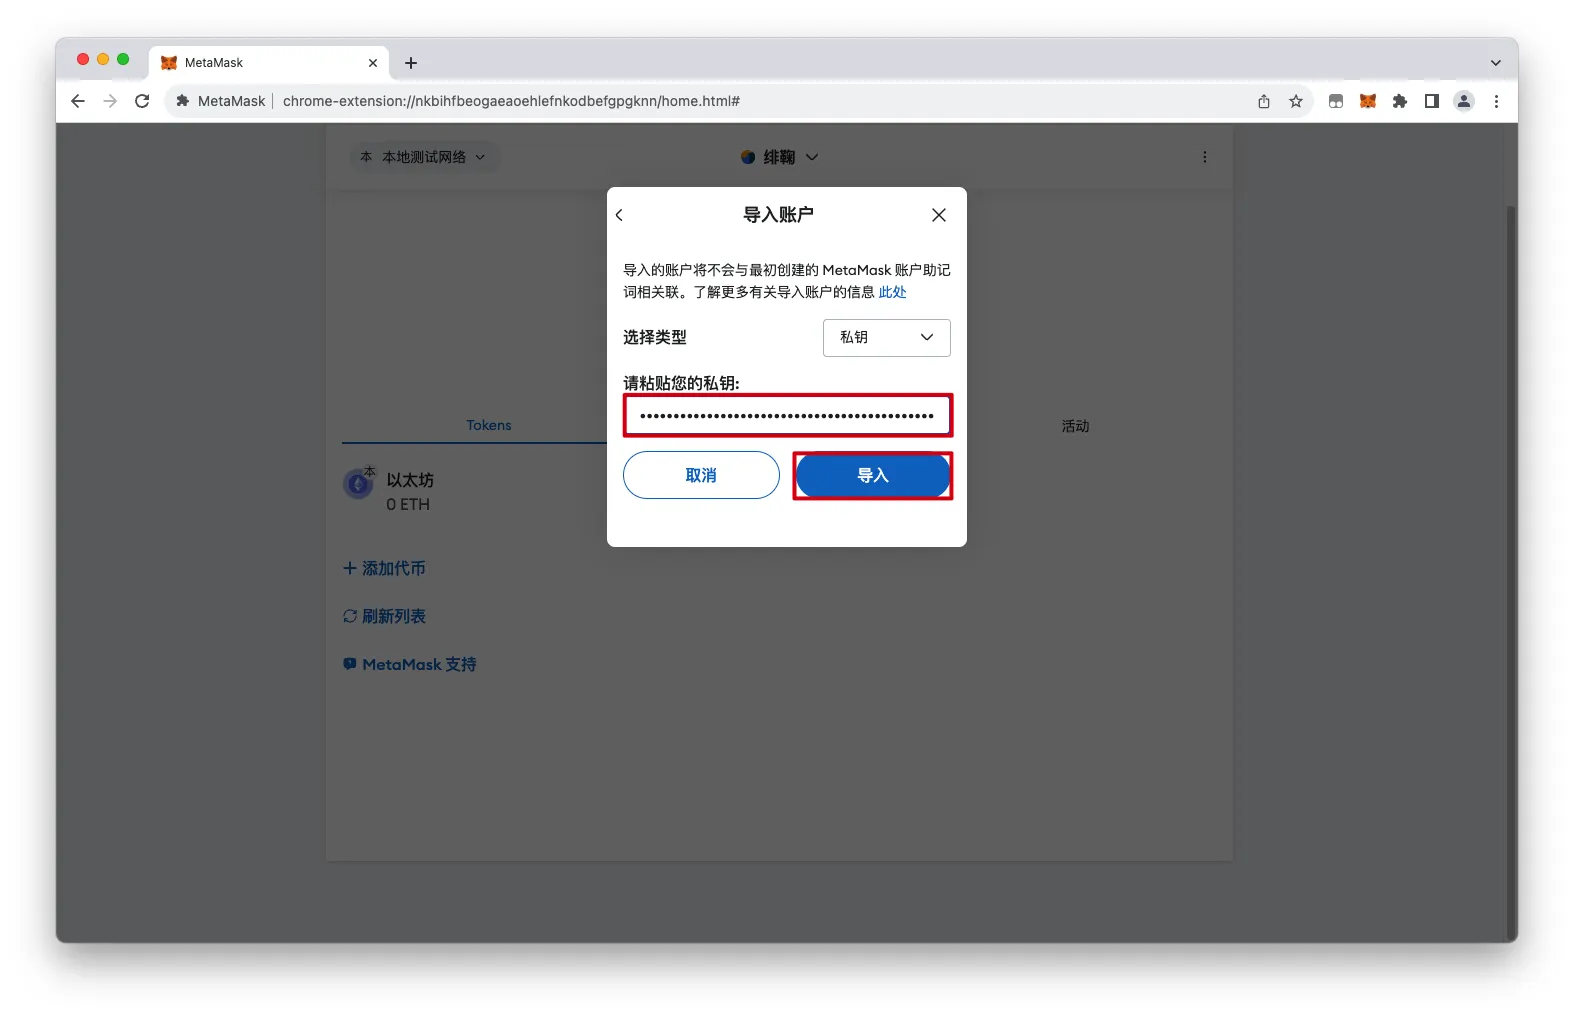 MetaMask
MetaMask chrome-extension://nkbihfbeogaeaoehlefnkodbefgpgknn/home.html#
本 本地测试网络
绯鞠
导入账户
导入的账户将不会与最初创建的 MetaMask 账户助记
词相关联。了解更多有关导入账户的信息 此处
选择类型
私钥
请粘贴您的私钥:
••••••••••••••••••••••••••••••••••••••••••••
取消
导入
Tokens
活动
本
以太坊
0 ETH
添加代币
刷新列表
MetaMask 支持